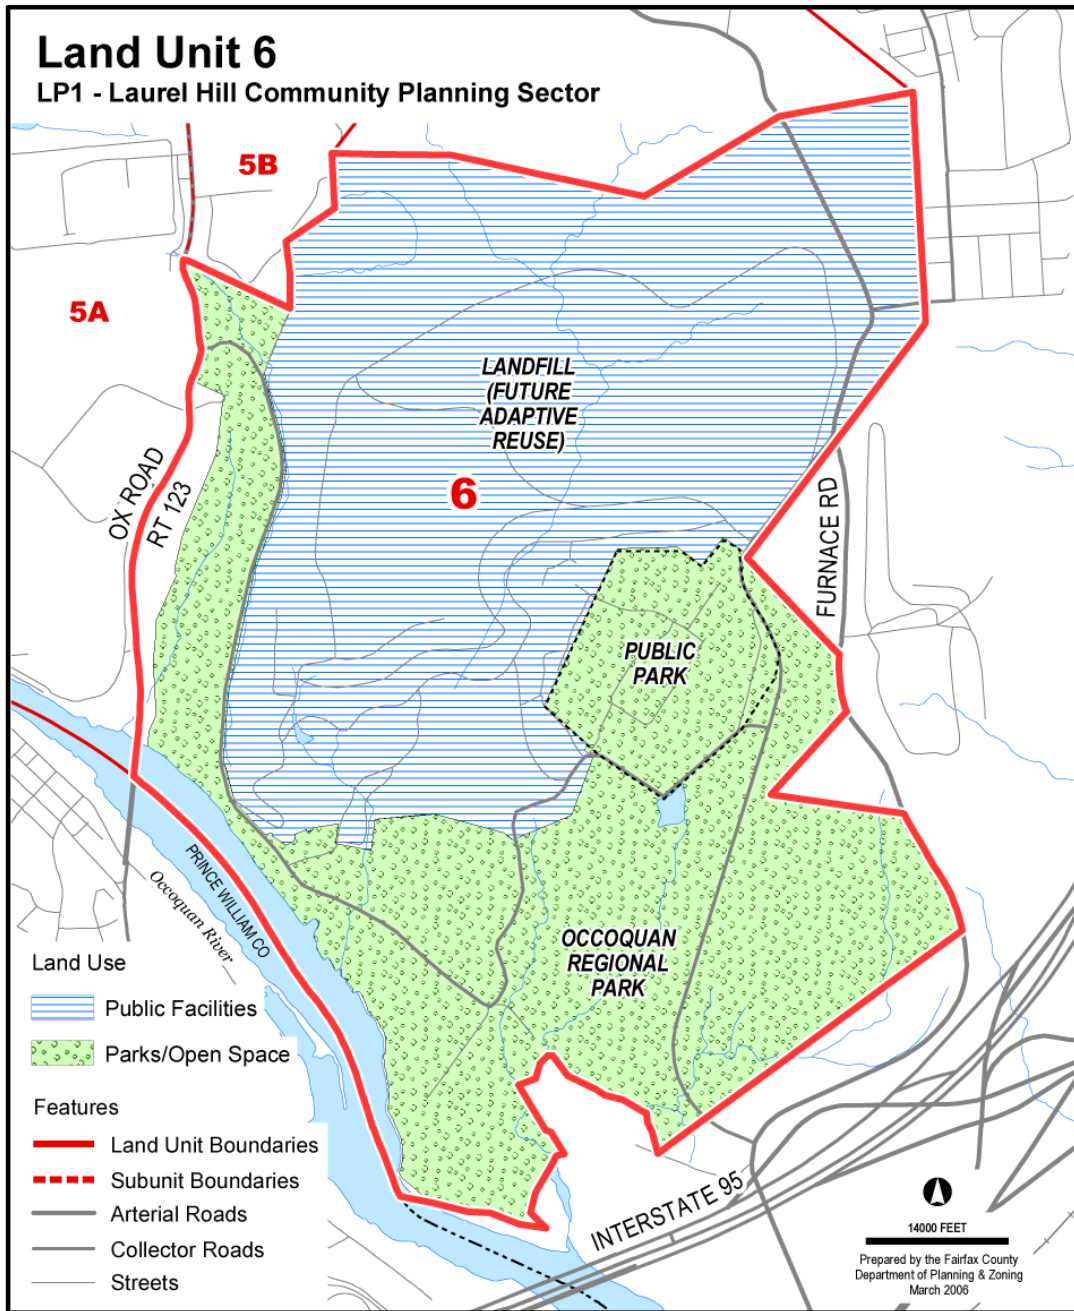 Land Unit 6
LP1 - Laurel Hill Community Planning Sector
5B
5A
LANDFILL
(FUTURE
ADAPTIVE
REUSE)
6
OX ROAD
RT 123
FURNACE RD
PUBLIC
PARK
PRINCE WILLIAM CO
Occoquan River
OCCOQUAN
REGIONAL
PARK
INTERSTATE 95
Land Use
Public Facilities
Parks/Open Space
Features
Land Unit Boundaries
Subunit Boundaries
Arterial Roads
Collector Roads
Streets
14000 FEET
Prepared by the Fairfax County
Department of Planning & Zoning
March 2006